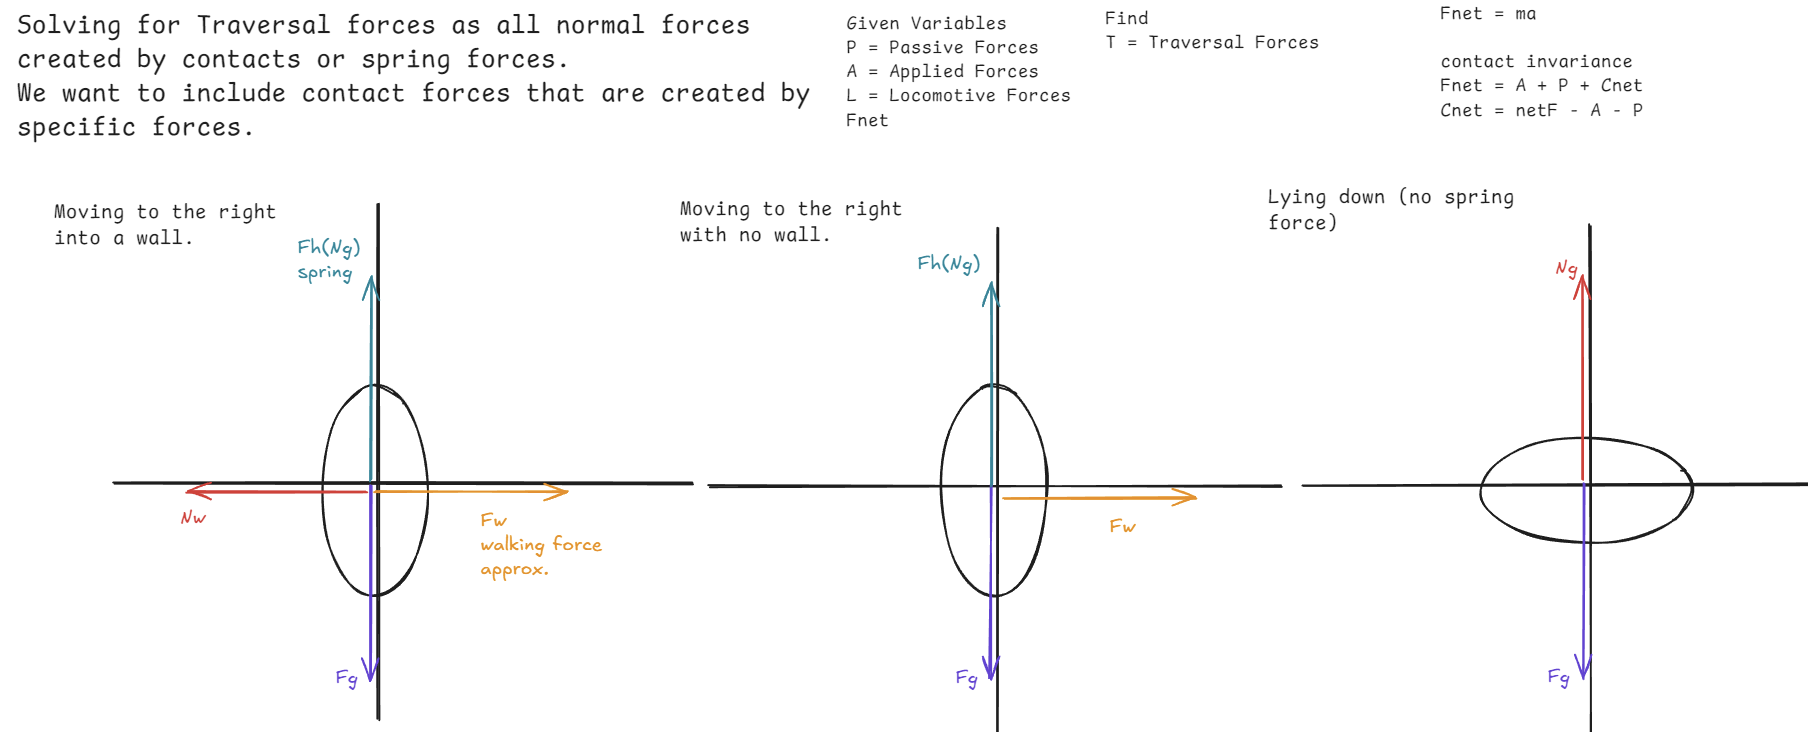 Solving for Traversal forces as all normal forces
created by contacts or spring forces.
We want to include contact forces that are created by
specific forces.
Given Variables
P = Passive Forces
A = Applied Forces
L = Locomotive Forces
Fnet
Find
T = Traversal Forces
Fnet = ma
contact invariance
Fnet = A + P + Cnet
Cnet = netF - A - P
Moving to the right
into a wall.
Fh(Ng)
spring
Nw
Fw
walking force
approx.
Fg
Moving to the right
with no wall.
Fh(Ng)
Fw
Fg
Lying down (no spring
force)
Ng
Fg